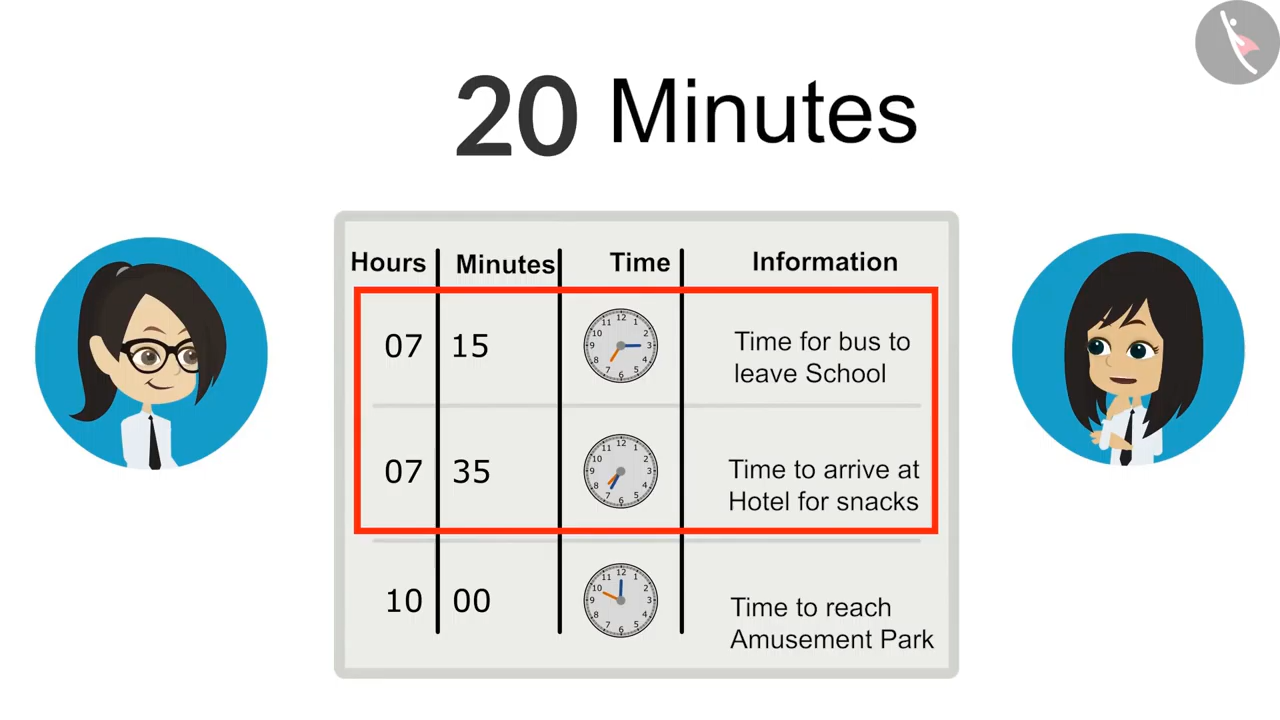 20 Minutes
Hours Minutes Time Information
07 15 Time for bus to
leave School
07 35 Time to arrive at
Hotel for snacks
10 00 Time to reach
Amusement Park